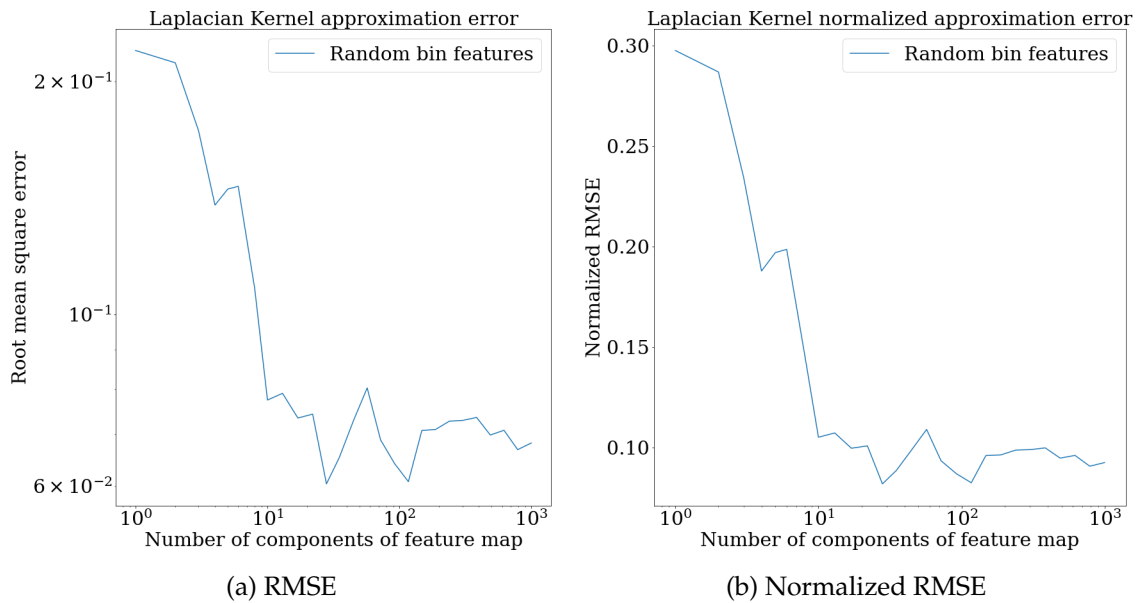 Laplacian Kernel approximation error
Random bin features
2 × 10⁻¹
10⁻¹
6 × 10⁻²
Root mean square error
10⁰ 10¹ 10² 10³
Number of components of feature map
(a) RMSE
Laplacian Kernel normalized approximation error
Random bin features
0.30
0.25
0.20
0.15
0.10
Normalized RMSE
10⁰ 10¹ 10² 10³
Number of components of feature map
(b) Normalized RMSE